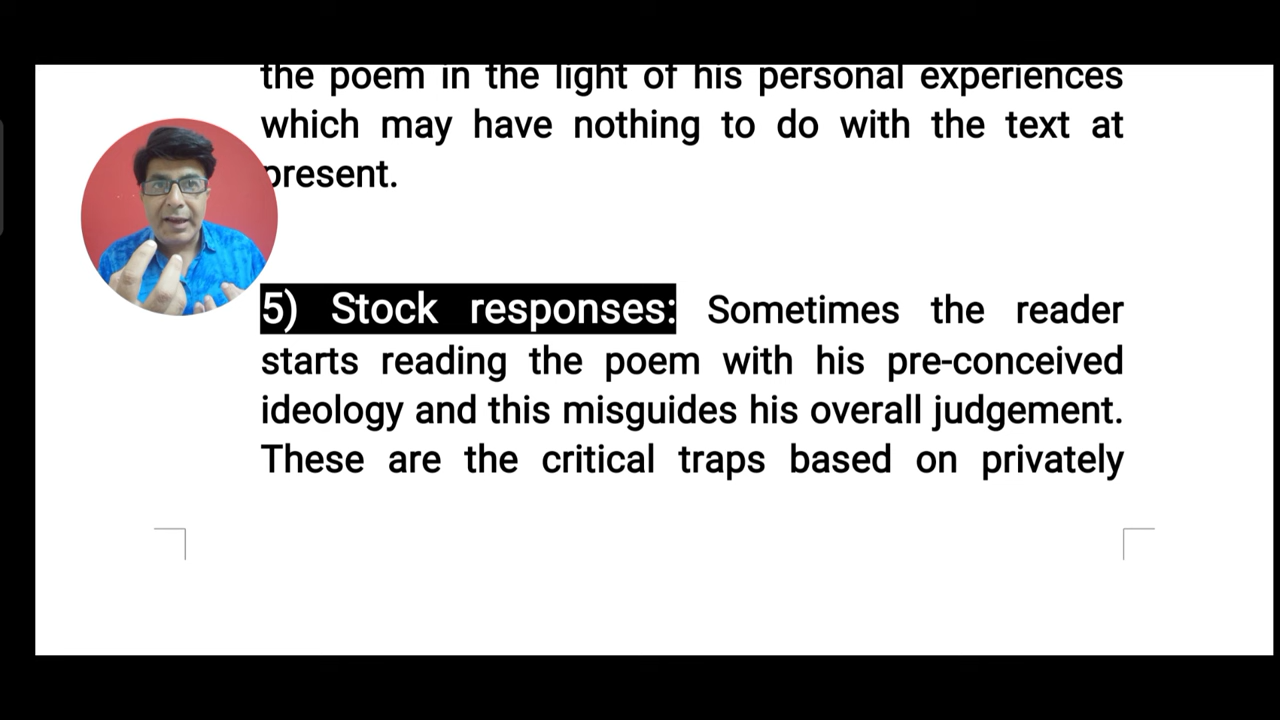 the poem in the light of his personal experiences
which may have nothing to do with the text at
present.
5) Stock responses: Sometimes the reader
starts reading the poem with his pre-conceived
ideology and this misguides his overall judgement.
These are the critical traps based on privately